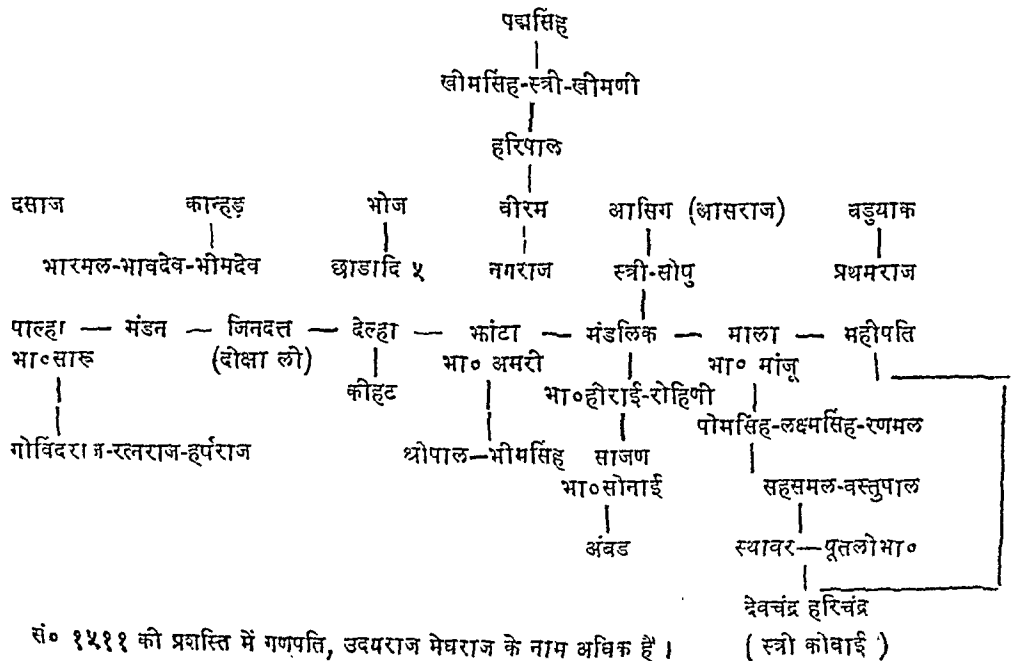 पद्मसिंह
खीमसिंह-स्त्री-खीमणी
हरिपाल
दसाज कान्हड़ भोज वीरम आसिग (आसराज) वडुयाक
भारमल-भावदेव-भीमदेव छाडादि ५ नगराज स्त्री-सोपु प्रथमराज
पाल्हा — मंडन — जिनदत्त — देल्हा — झांटा — मंडलिक — माला — महीपति
भा०सारू (दीक्षा ली) भा० अमरी भा० मांजू
कीहट भा०हीराई-रोहिणी
पोमसिंह-लक्ष्मसिंह-रणमल
गोविंदराज-रत्नराज-हर्षराज श्रीपाल—भीमसिंह साजण
भा०सोनाई सहसमल-वस्तुपाल
अंबड स्थावर—पूतलीभा०
देवचंद्र हरिचंद्र
सं० १५११ की प्रशस्ति में गणपति, उदयराज मेघराज के नाम अधिक हैं । ( स्त्री कोबाई )